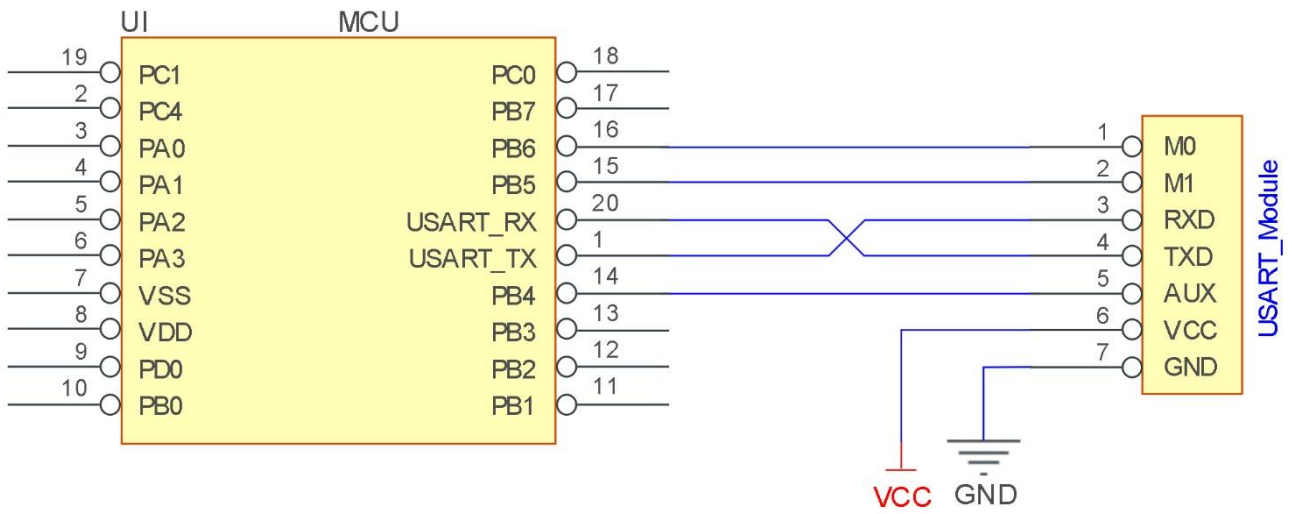 UI MCU
19 PC1 PC0 18
2 PC4 PB7 17
3 PA0 PB6 16 1 M0
4 PA1 PB5 15 2 M1
5 PA2 USART_RX 20 3 RXD
6 PA3 USART_TX 1 4 TXD
7 VSS PB4 14 5 AUX
8 VDD PB3 13 6 VCC
9 PD0 PB2 12 7 GND
10 PB0 PB1 11
USART_Module
VCC GND